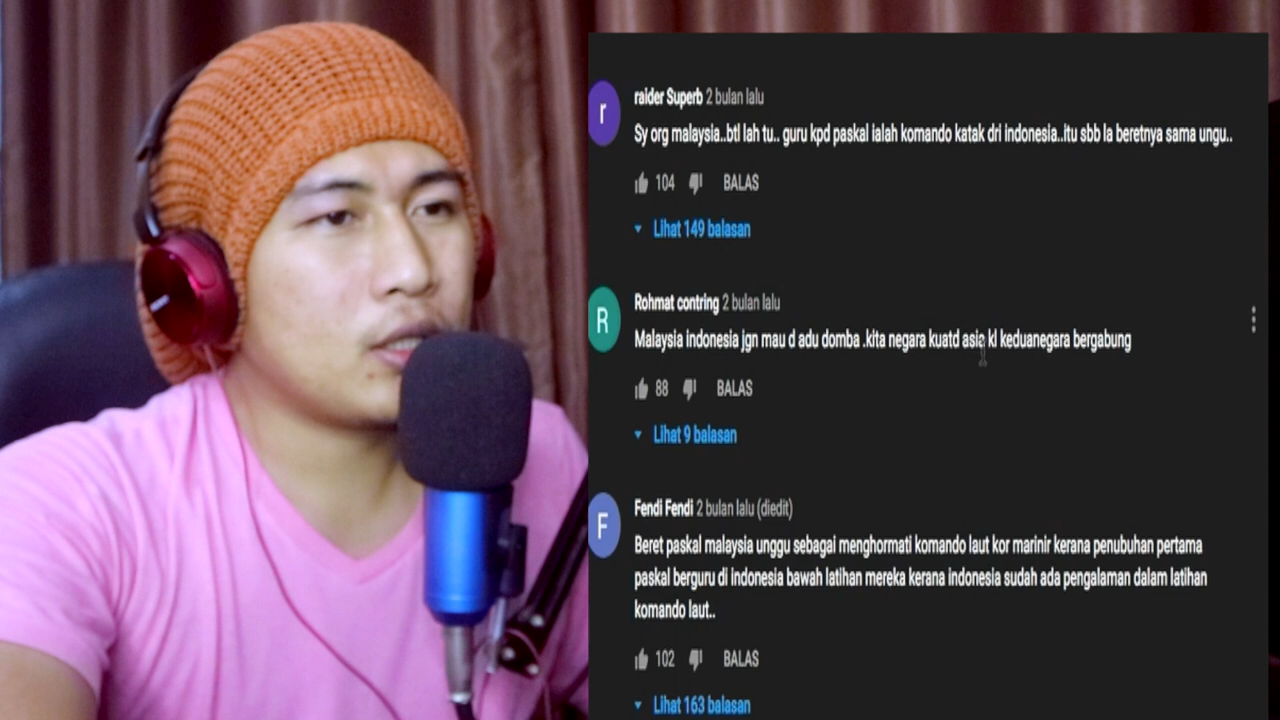 r
raider Superb 2 bulan lalu
Sy org malaysia..btl lah tu.. guru kpd paskal ialah komando katak dri indonesia..itu sbb la beretnya sama ungu..
104 BALAS
Lihat 149 balasan
R
Rohmat contring 2 bulan lalu
Malaysia indonesia jgn mau d adu domba .kita negara kuatd asia kl keduanegara bergabung
88 BALAS
Lihat 9 balasan
F
Fendi Fendi 2 bulan lalu (diedit)
Beret paskal malaysia unggu sebagai menghormati komando laut kor marinir kerana penubuhan pertama
paskal berguru di indonesia bawah latihan mereka kerana indonesia sudah ada pengalaman dalam latihan
komando laut..
102 BALAS
Lihat 163 balasan